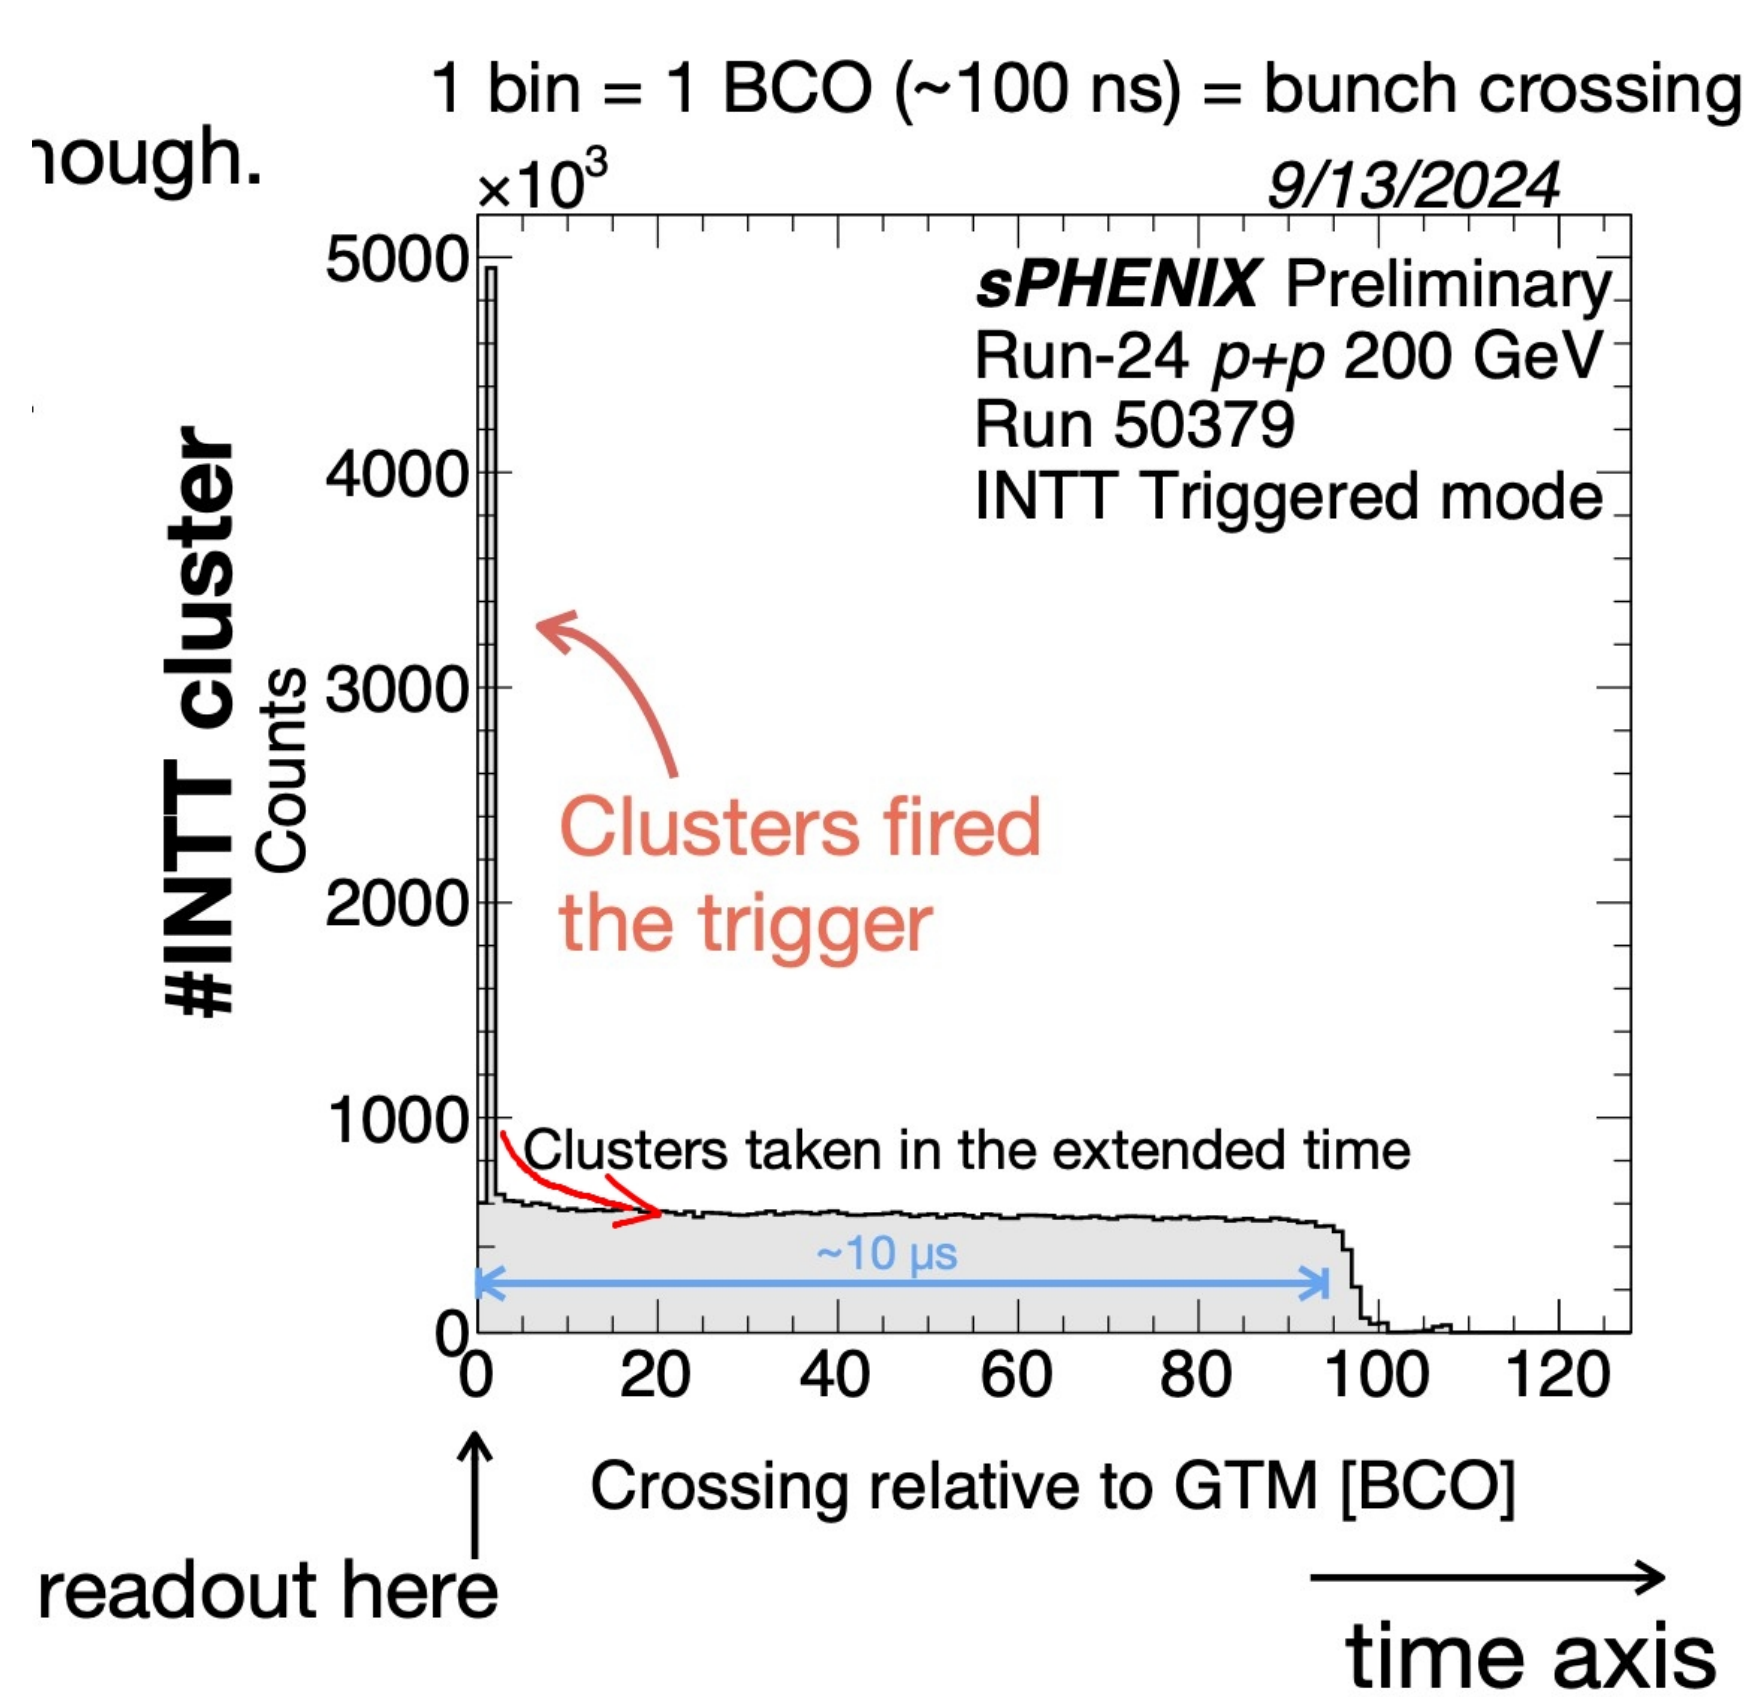 1 bin = 1 BCO (~100 ns) = bunch crossing
nough.
×10³
9/13/2024
5000
4000
3000
2000
1000
0
#INTT cluster
Counts
sPHENIX Preliminary
Run-24 p+p 200 GeV
Run 50379
INTT Triggered mode
Clusters fired
the trigger
Clusters taken in the extended time
~10 μs
0 20 40 60 80 100 120
Crossing relative to GTM [BCO]
readout here
time axis